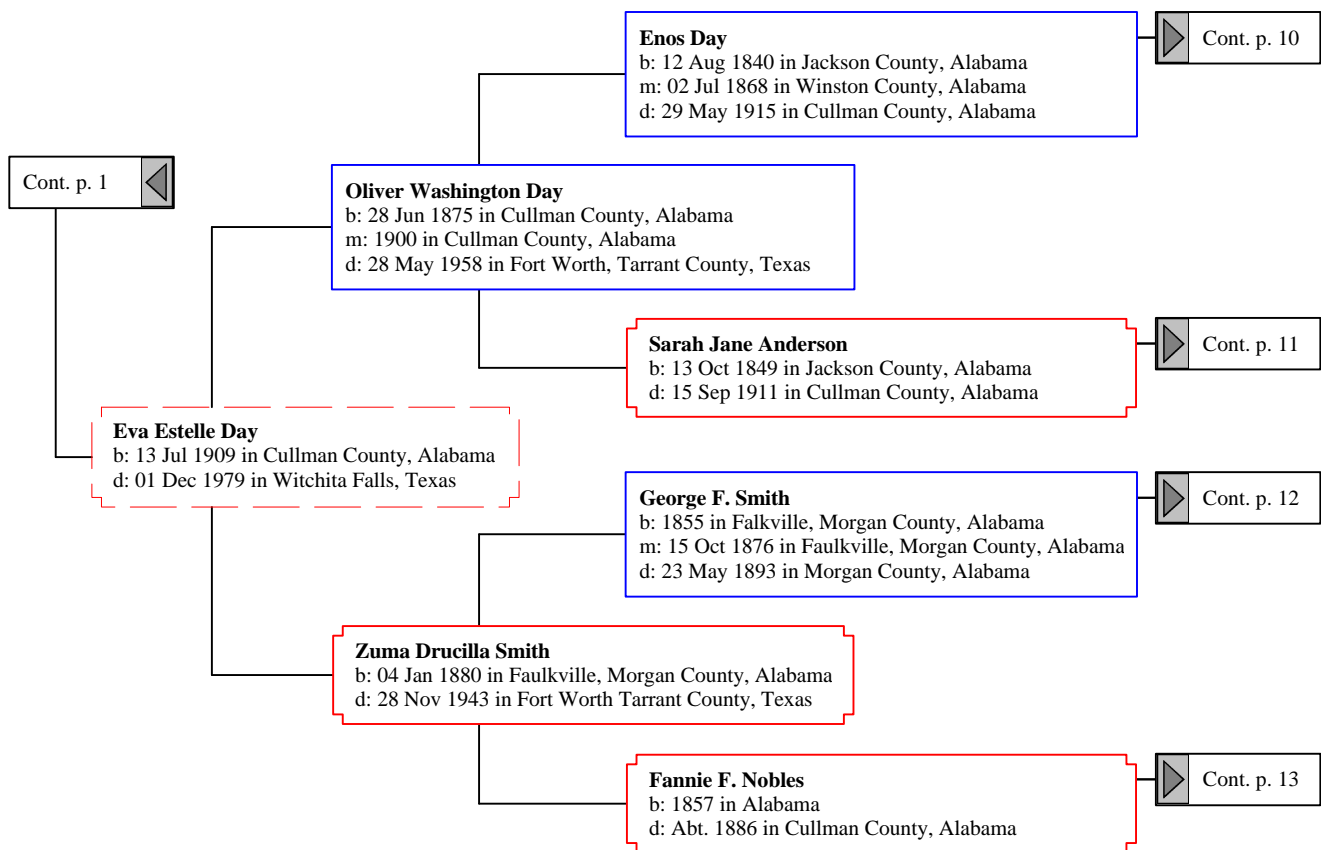 Enos Day
b: 12 Aug 1840 in Jackson County, Alabama
m: 02 Jul 1868 in Winston County, Alabama
d: 29 May 1915 in Cullman County, Alabama
Cont. p. 10
Cont. p. 1
Oliver Washington Day
b: 28 Jun 1875 in Cullman County, Alabama
m: 1900 in Cullman County, Alabama
d: 28 May 1958 in Fort Worth, Tarrant County, Texas
Sarah Jane Anderson
b: 13 Oct 1849 in Jackson County, Alabama
d: 15 Sep 1911 in Cullman County, Alabama
Cont. p. 11
Eva Estelle Day
b: 13 Jul 1909 in Cullman County, Alabama
d: 01 Dec 1979 in Witchita Falls, Texas
George F. Smith
b: 1855 in Falkville, Morgan County, Alabama
m: 15 Oct 1876 in Faulkville, Morgan County, Alabama
d: 23 May 1893 in Morgan County, Alabama
Cont. p. 12
Zuma Drucilla Smith
b: 04 Jan 1880 in Faulkville, Morgan County, Alabama
d: 28 Nov 1943 in Fort Worth Tarrant County, Texas
Fannie F. Nobles
b: 1857 in Alabama
d: Abt. 1886 in Cullman County, Alabama
Cont. p. 13